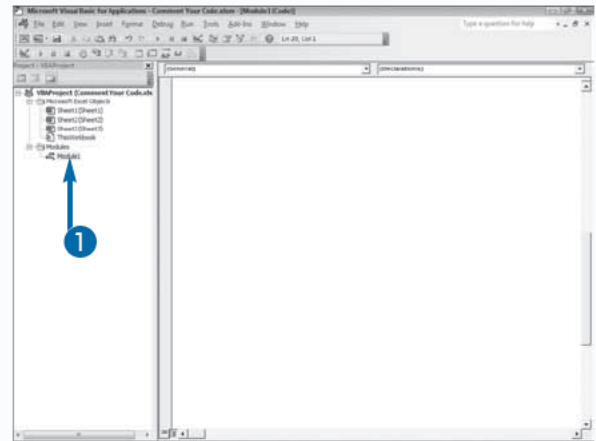 Microsoft Visual Basic for Applications - Comment Your Code.xlsm - [Module1 (Code)]
File Edit View Insert Format Debug Run Tools Add-Ins Window Help
Type a question for help
Ln 20, Col 1
Project - VBAProject
(General)
(Declarations)
VBAProject (Comment Your Code.xls
Microsoft Excel Objects
Sheet1 (Sheet1)
Sheet2 (Sheet2)
Sheet3 (Sheet3)
ThisWorkbook
Modules
Module1
1